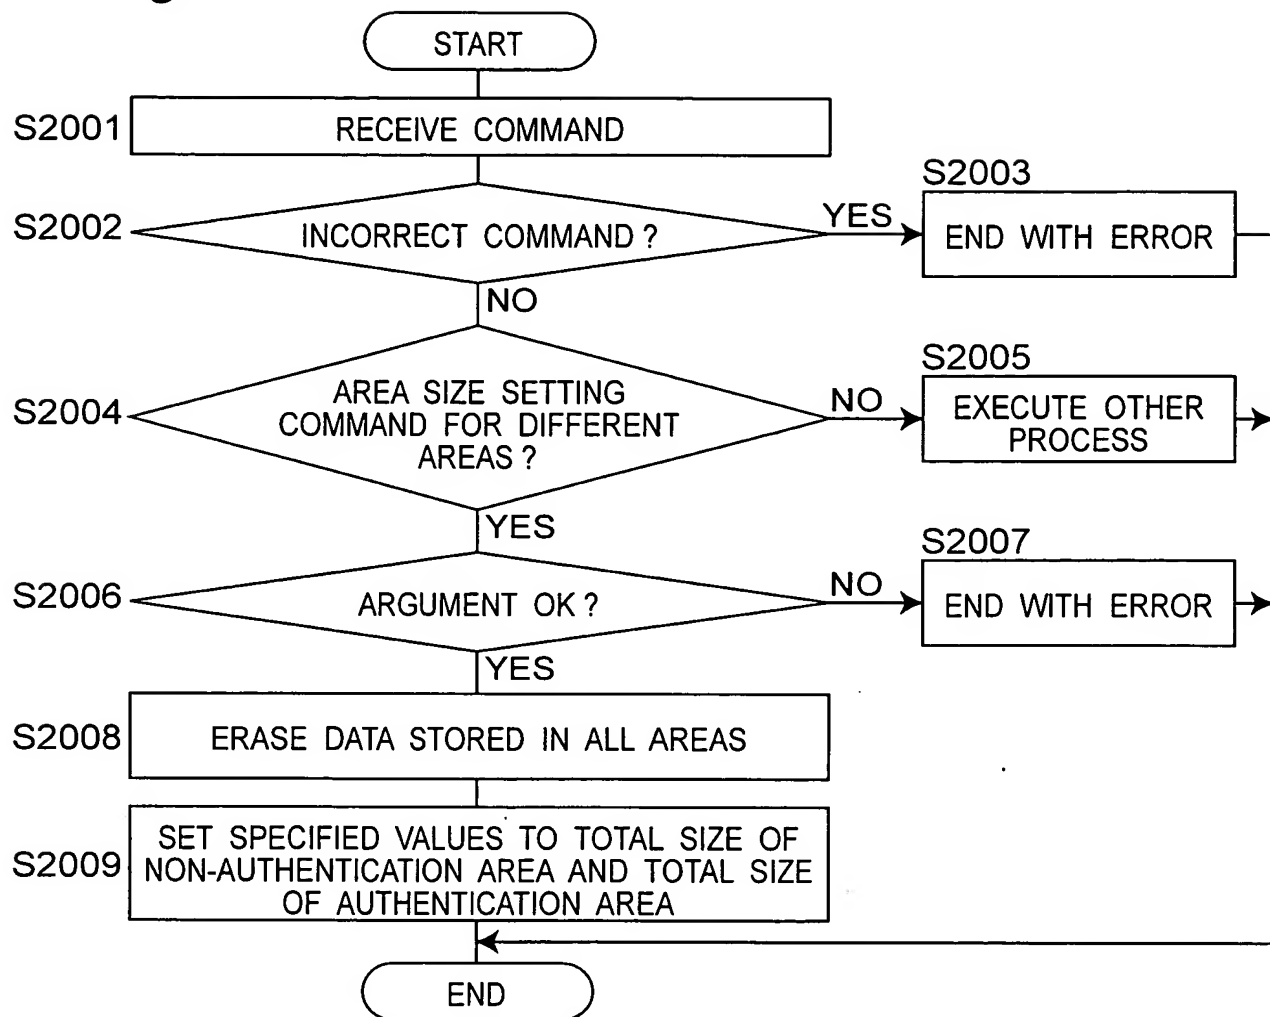 START
S2001
RECEIVE COMMAND
S2002
INCORRECT COMMAND ?
YES
S2003
END WITH ERROR
NO
S2004
AREA SIZE SETTING
COMMAND FOR DIFFERENT
AREAS ?
NO
S2005
EXECUTE OTHER
PROCESS
YES
S2006
ARGUMENT OK ?
NO
S2007
END WITH ERROR
YES
S2008
ERASE DATA STORED IN ALL AREAS
S2009
SET SPECIFIED VALUES TO TOTAL SIZE OF
NON-AUTHENTICATION AREA AND TOTAL SIZE
OF AUTHENTICATION AREA
END